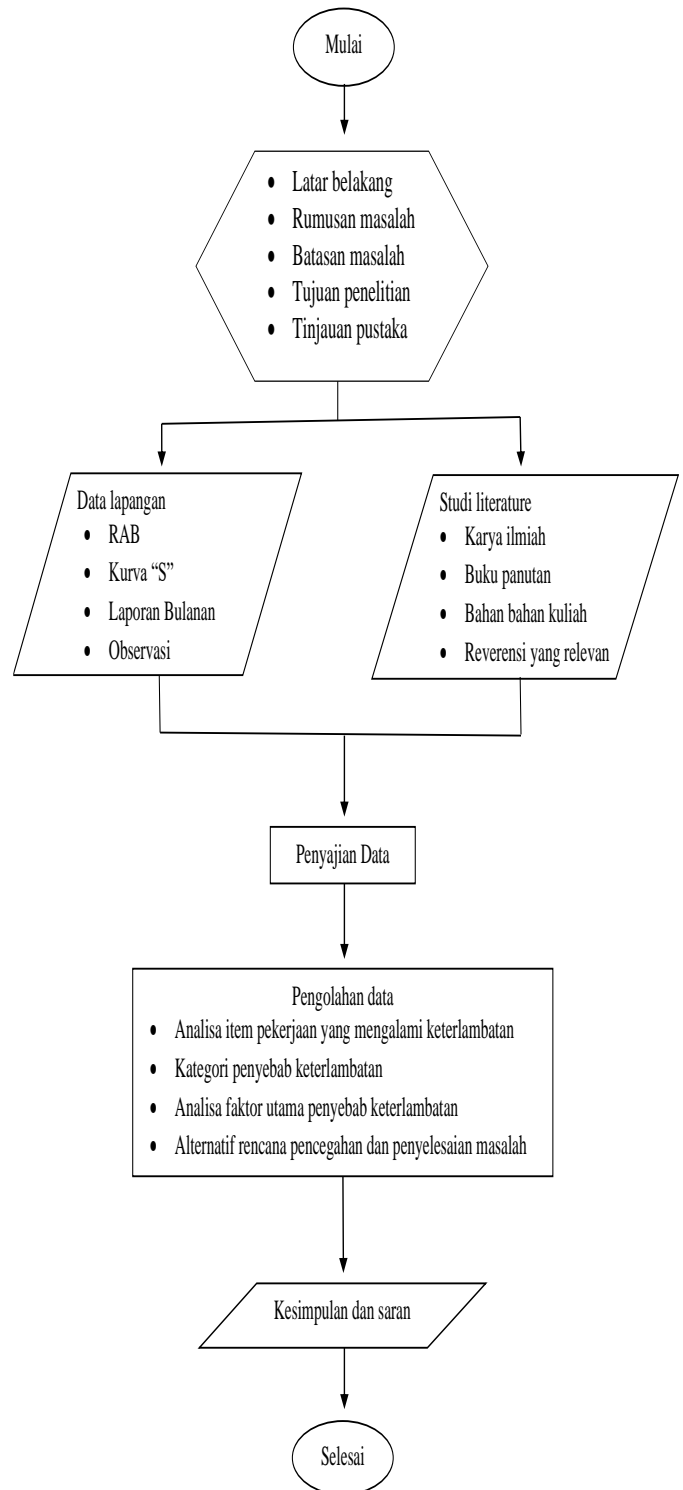 Mulai
• Latar belakang
• Rumusan masalah
• Batasan masalah
• Tujuan penelitian
• Tinjauan pustaka
Data lapangan
• RAB
• Kurva “S”
• Laporan Bulanan
• Observasi
Studi literature
• Karya ilmiah
• Buku panutan
• Bahan bahan kuliah
• Reverensi yang relevan
Penyajian Data
Pengolahan data
• Analisa item pekerjaan yang mengalami keterlambatan
• Kategori penyebab keterlambatan
• Analisa faktor utama penyebab keterlambatan
• Alternatif rencana pencegahan dan penyelesaian masalah
Kesimpulan dan saran
Selesai